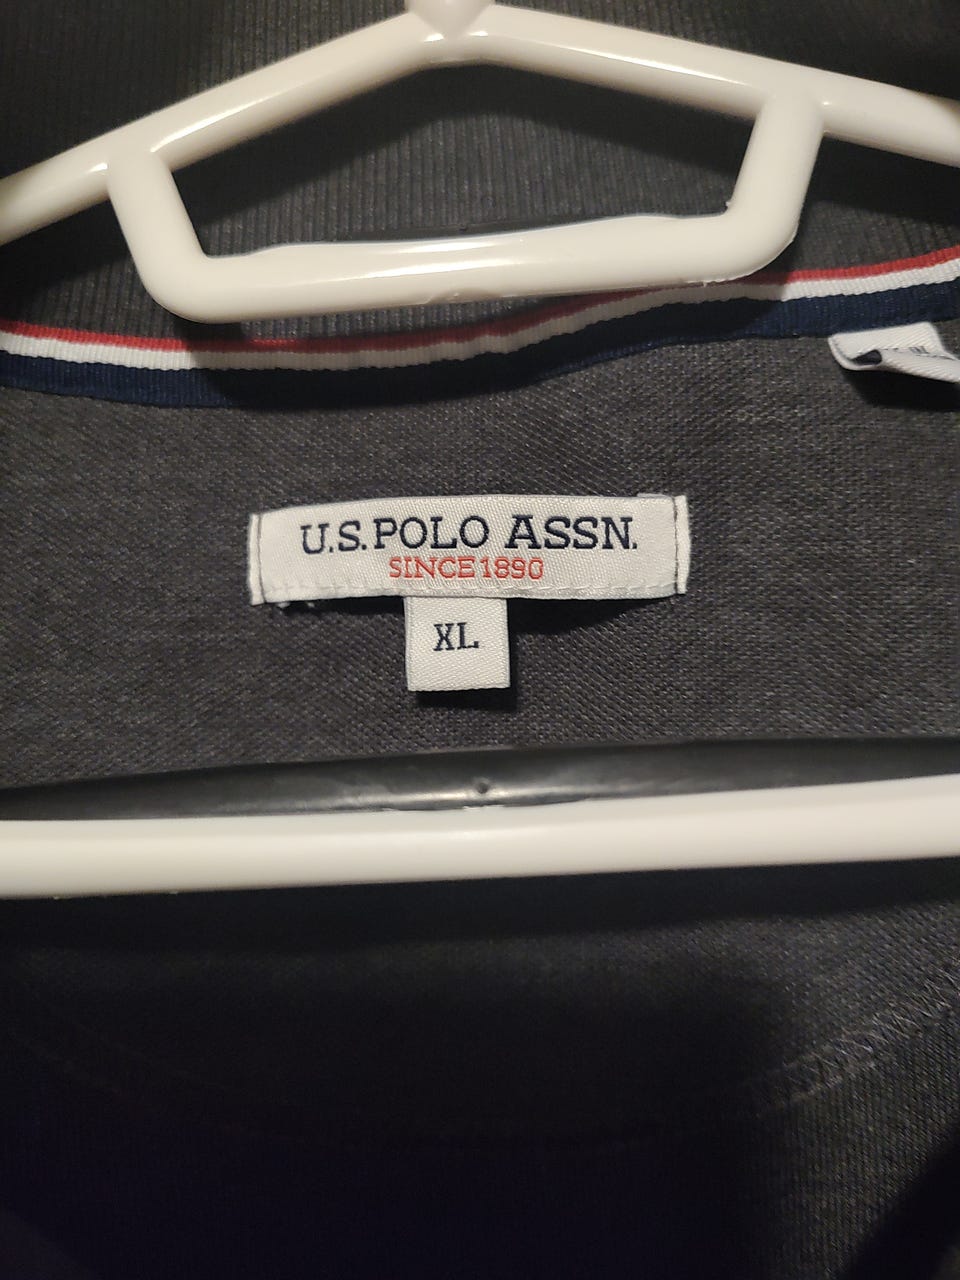 U.S. POLO ASSN.
SINCE 1890
XL